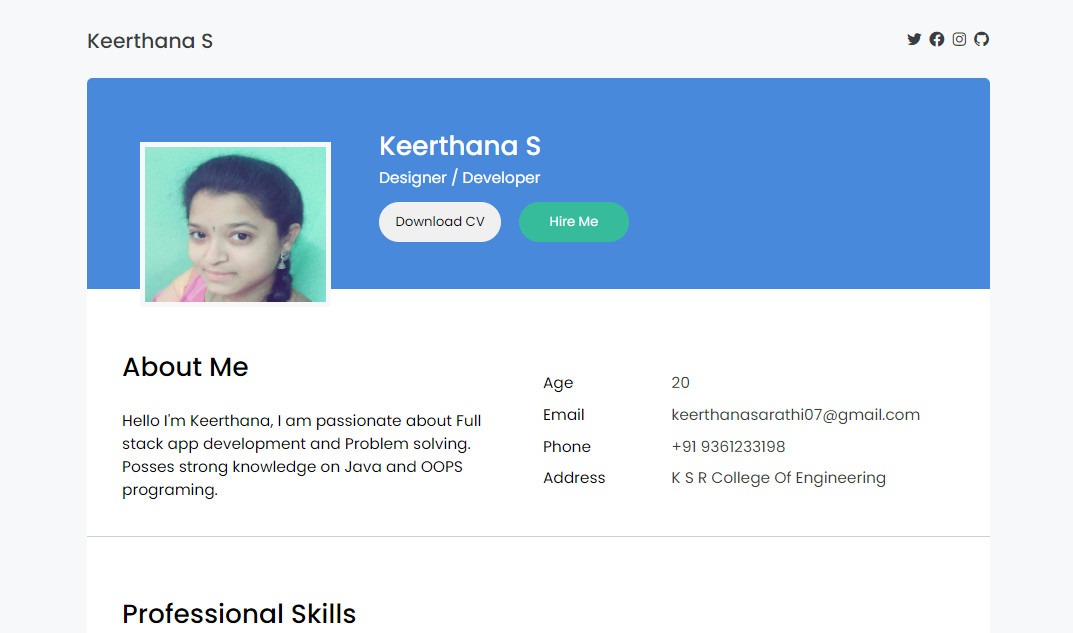 Keerthana S
Keerthana S
Designer / Developer
Download CV
Hire Me
About Me
Hello I'm Keerthana, I am passionate about Full
stack app development and Problem solving.
Posses strong knowledge on Java and OOPS
programing.
Age 20
Email keerthanasarathi07@gmail.com
Phone +91 9361233198
Address K S R College Of Engineering
Professional Skills